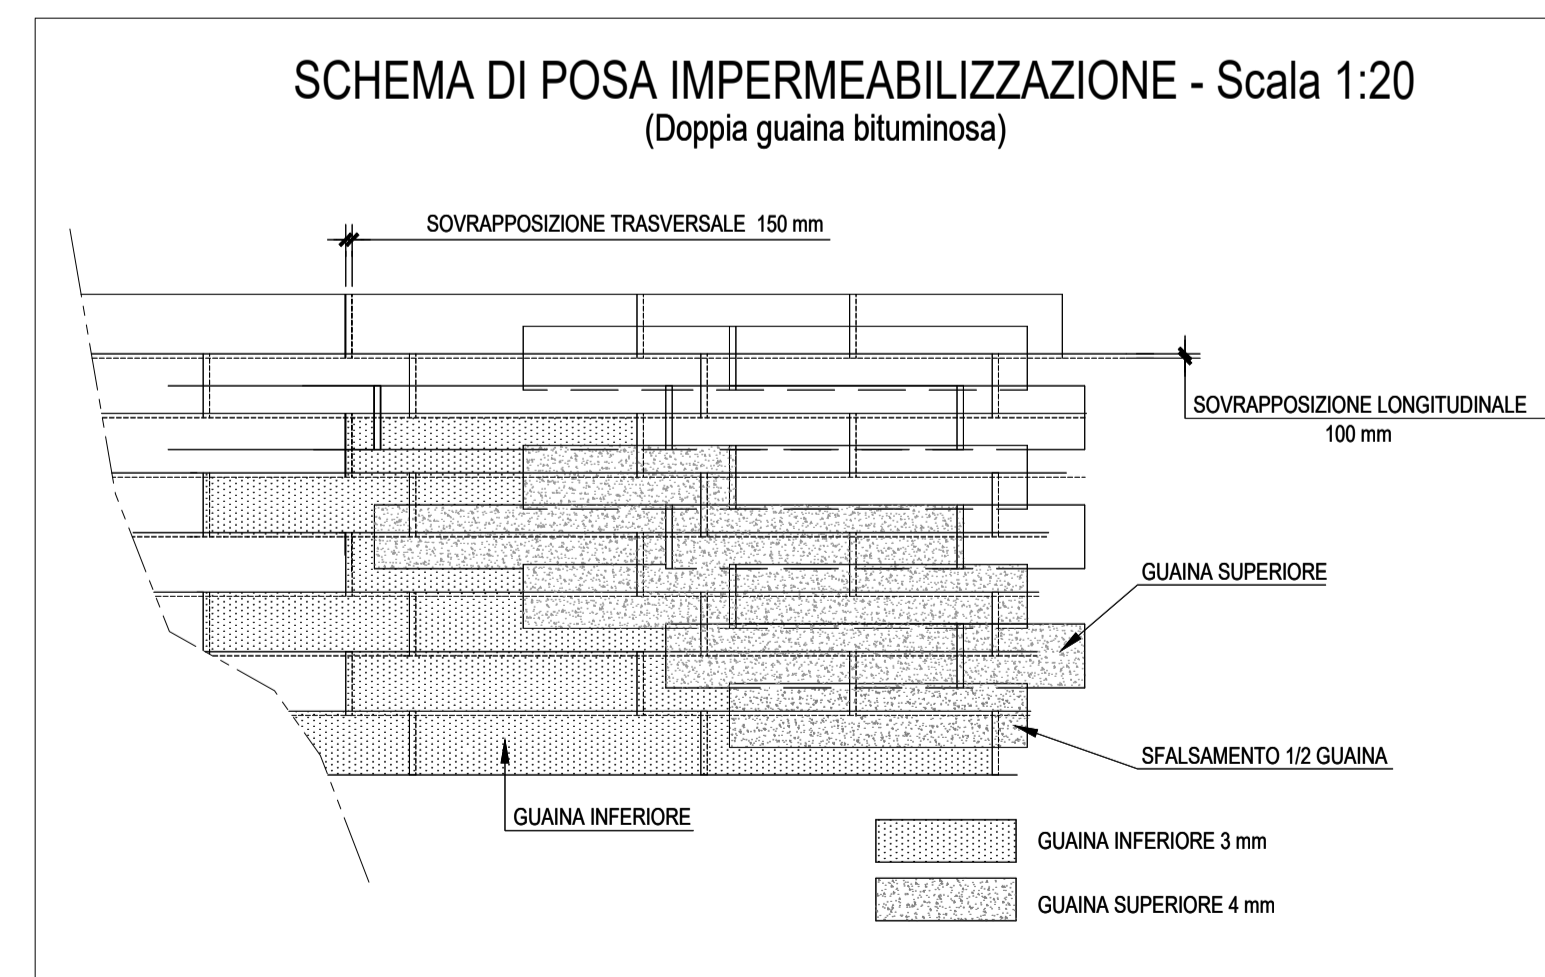 SCHEMA DI POSA IMPERMEABILIZZAZIONE - Scala 1:20
(Doppia guaina bituminosa)
SOVRAPPOSIZIONE TRASVERSALE 150 mm
SOVRAPPOSIZIONE LONGITUDINALE
100 mm
GUAINA SUPERIORE
SFALSAMENTO 1/2 GUAINA
GUAINA INFERIORE
GUAINA INFERIORE 3 mm
GUAINA SUPERIORE 4 mm